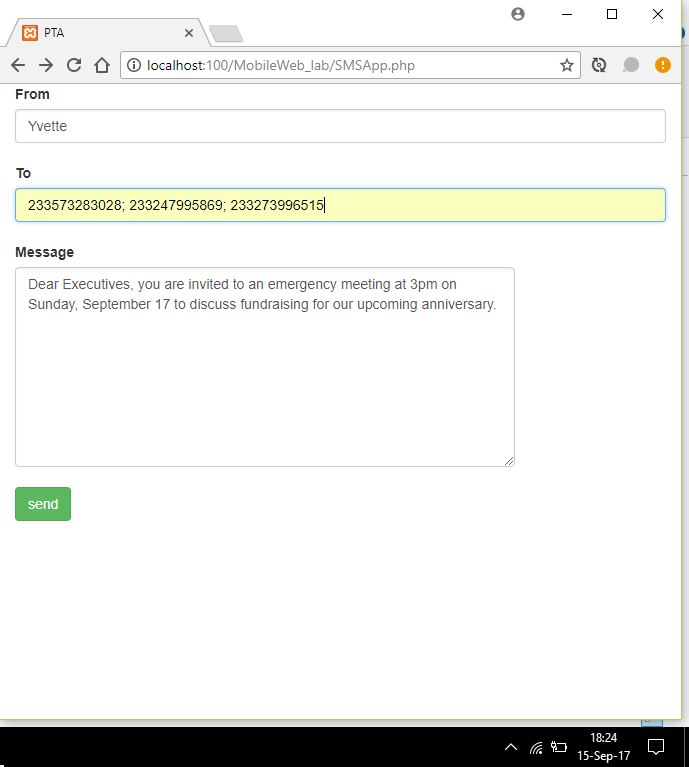 PTA
localhost:100/MobileWeb_lab/SMSApp.php
From
Yvette
To
233573283028; 233247995869; 233273996515
Message
Dear Executives, you are invited to an emergency meeting at 3pm on
Sunday, September 17 to discuss fundraising for our upcoming anniversary.
send
18:24
15-Sep-17